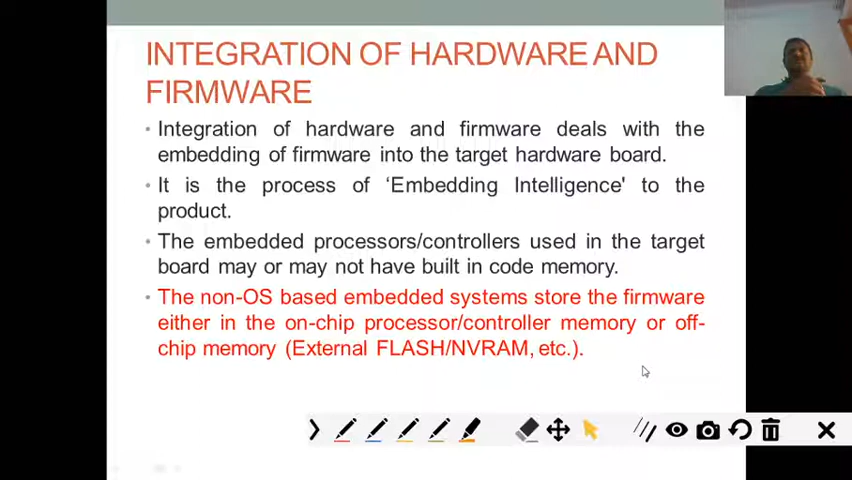 INTEGRATION OF HARDWARE AND
FIRMWARE
• Integration of hardware and firmware deals with the
embedding of firmware into the target hardware board.
• It is the process of ‘Embedding Intelligence' to the
product.
• The embedded processors/controllers used in the target
board may or may not have built in code memory.
• The non-OS based embedded systems store the firmware
either in the on-chip processor/controller memory or off-
chip memory (External FLASH/NVRAM, etc.).